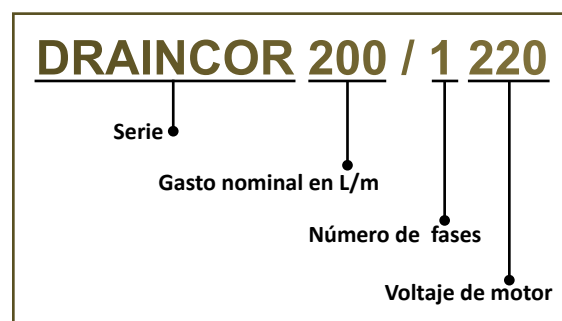 DRAINCOR 200 / 1 220
Serie
Gasto nominal en L/m
Número de fases
Voltaje de motor